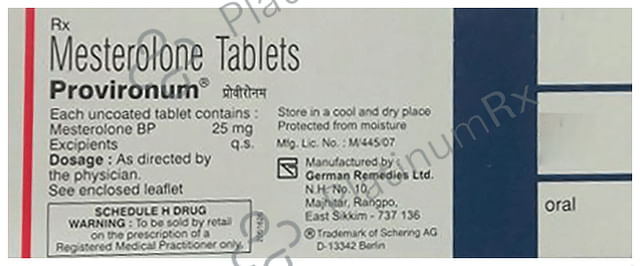 Rx
Mesterolone Tablets
Provironum® प्रोवीरोनम
Each uncoated tablet contains :
Mesterolone BP 25 mg
Excipients q.s.
Dosage : As directed by
the physician.
See enclosed leaflet
SCHEDULE H DRUG
WARNING : To be sold by retail
on the prescription of a
Registered Medical Practitioner only.
Store in a cool and dry place
Protected from moisture
Mfg. Lic. No. : M/445/07
Manufactured by :
German Remedies Ltd.
N.H. No. 10,
Majhitar, Rangpo,
East Sikkim - 737 136
® Trademark of Schering AG
D-13342 Berlin
oral
PlatinumRx